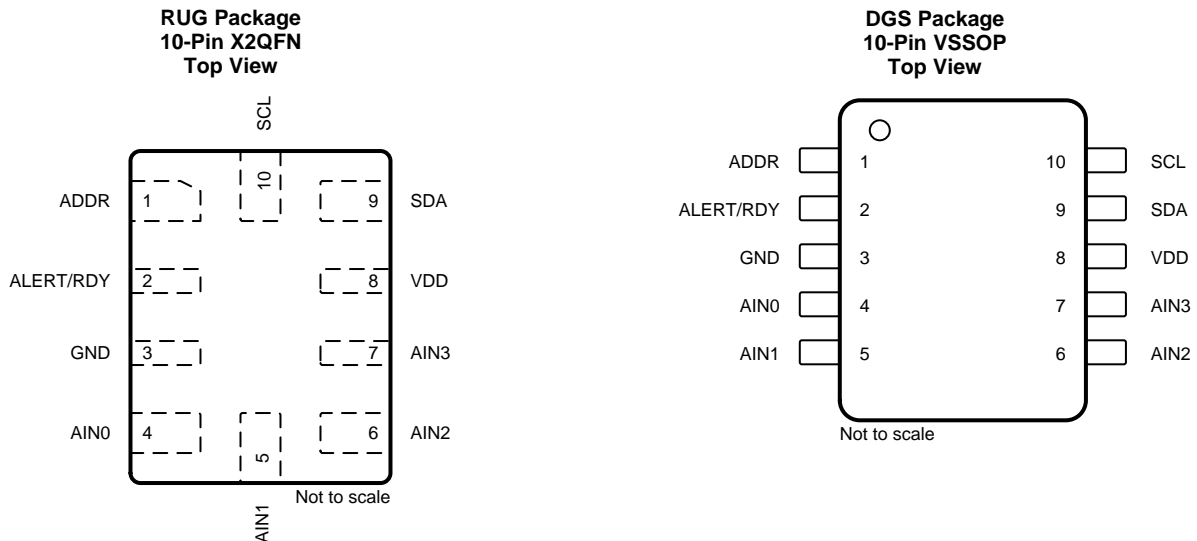 RUG Package
10-Pin X2QFN
Top View
SCL
10
ADDR 1
9 SDA
ALERT/RDY 2
8 VDD
GND 3
7 AIN3
AIN0 4
6 AIN2
5
Not to scale
AIN1
DGS Package
10-Pin VSSOP
Top View
ADDR 1 10 SCL
ALERT/RDY 2 9 SDA
GND 3 8 VDD
AIN0 4 7 AIN3
AIN1 5 6 AIN2
Not to scale